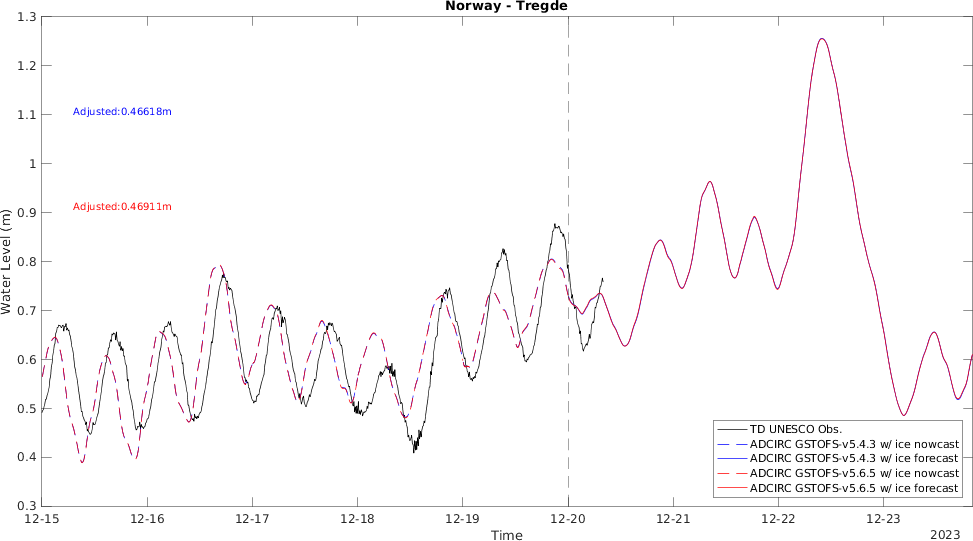 Norway - Tregde
1.3
1.2
1.1
1
0.9
0.8
0.7
0.6
0.5
0.4
0.3
Water Level (m)
Adjusted:0.46618m
Adjusted:0.46911m
TD UNESCO Obs.
ADCIRC GSTOFS-v5.4.3 w/ ice nowcast
ADCIRC GSTOFS-v5.4.3 w/ ice forecast
ADCIRC GSTOFS-v5.6.5 w/ ice nowcast
ADCIRC GSTOFS-v5.6.5 w/ ice forecast
12-15 12-16 12-17 12-18 12-19 12-20 12-21 12-22 12-23
Time
2023